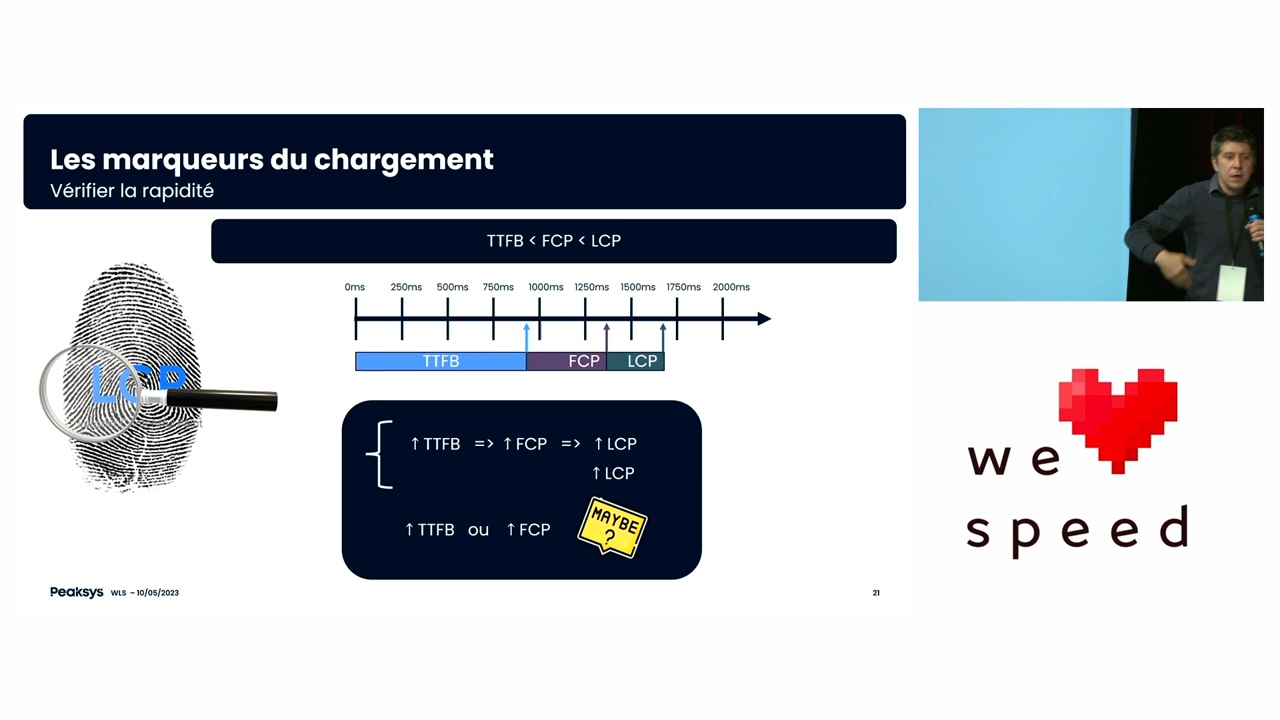 Les marqueurs du chargement
Vérifier la rapidité
TTFB < FCP < LCP
0ms 250ms 500ms 750ms 1000ms 1250ms 1500ms 1750ms 2000ms
TTFB FCP LCP
LCP
↑ TTFB => ↑ FCP => ↑ LCP
↑ LCP
↑ TTFB ou ↑ FCP
MAYBE
?
Peaksys WLS – 10/05/2023
21
we
speed